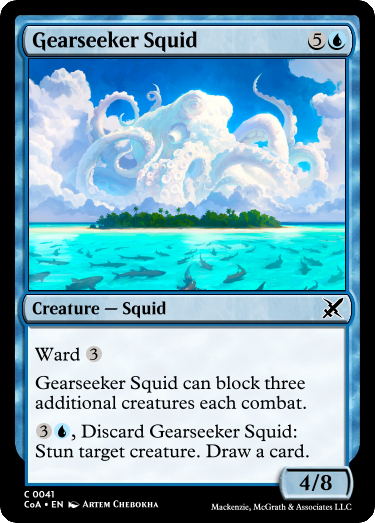 Gearseeker Squid 5
Creature — Squid
Ward 3
Gearseeker Squid can block three
additional creatures each combat.
3, Discard Gearseeker Squid:
Stun target creature. Draw a card.
4/8
C 0041
CoA • EN Artem Chebokha
Mackenzie, McGrath & Associates LLC